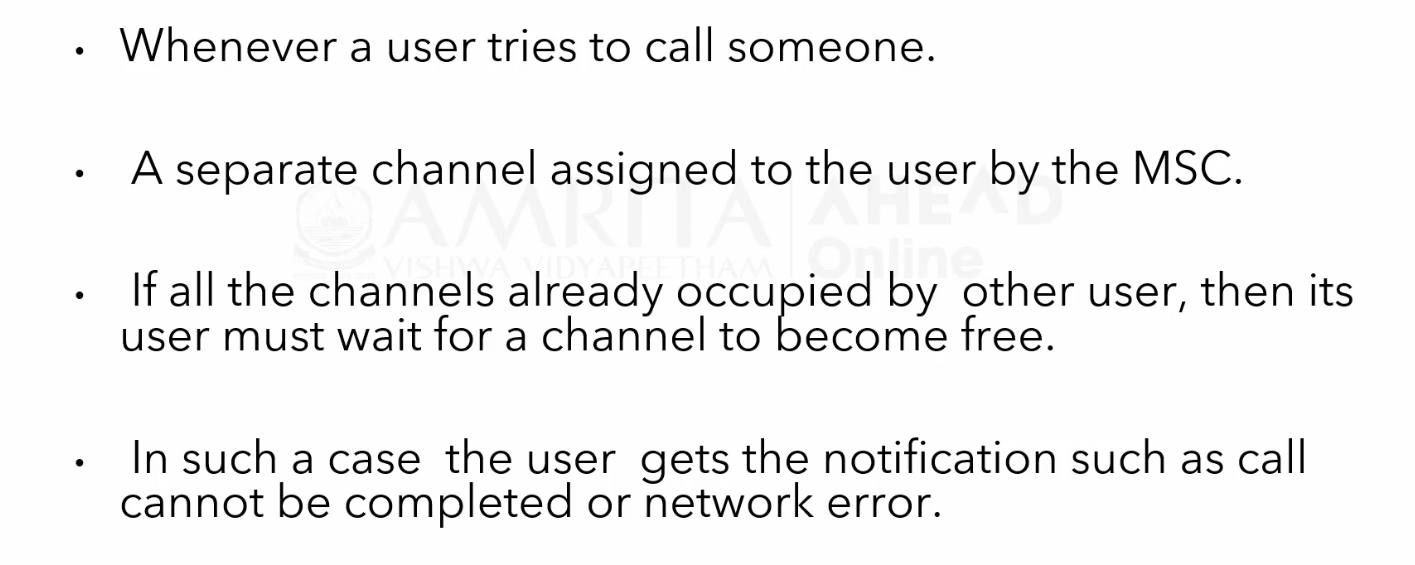 • Whenever a user tries to call someone.
• A separate channel assigned to the user by the MSC.
AMRITA AHEAD
VISHWA VIDYAPEETHAM Online
• If all the channels already occupied by other user, then its
user must wait for a channel to become free.
• In such a case the user gets the notification such as call
cannot be completed or network error.